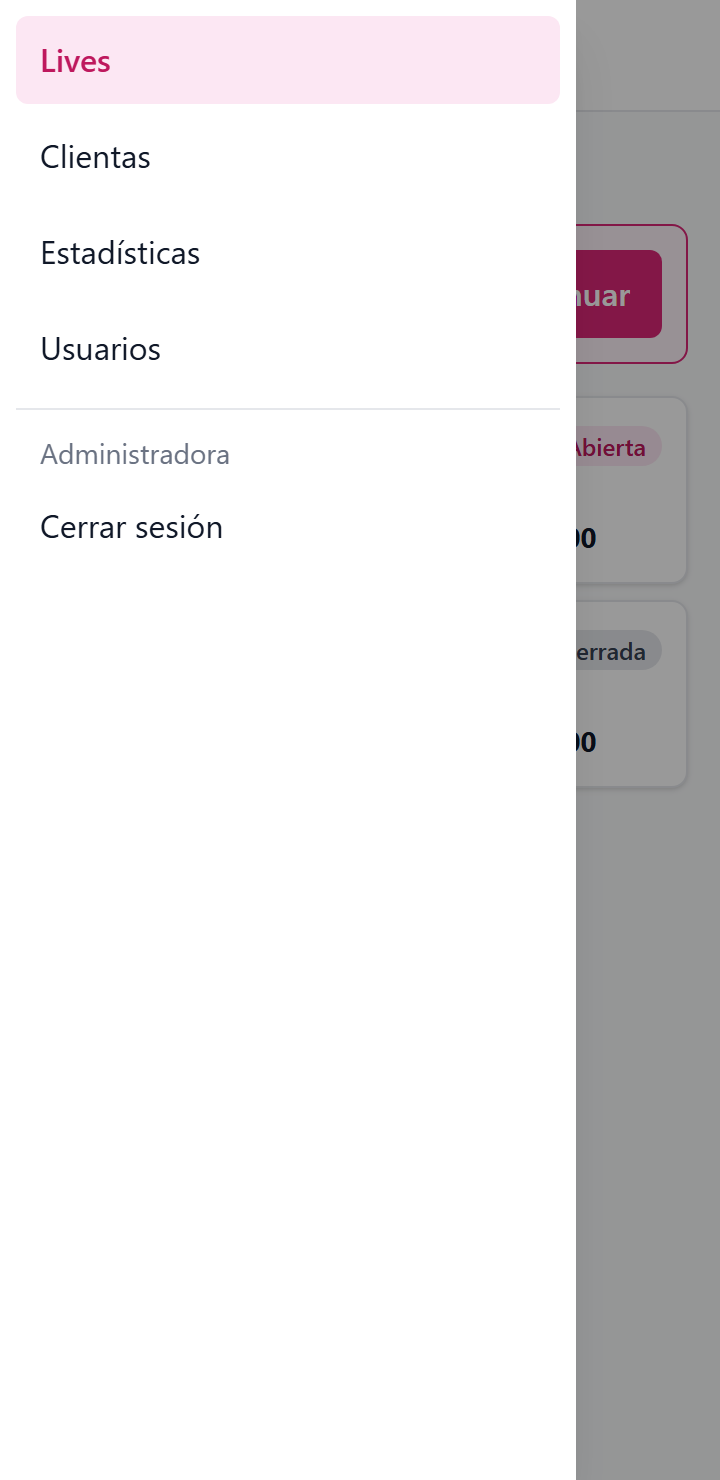 Lives
Clientas
Estadísticas
Usuarios
Administradora
Cerrar sesión
nuar
Abierta
00
errada
00